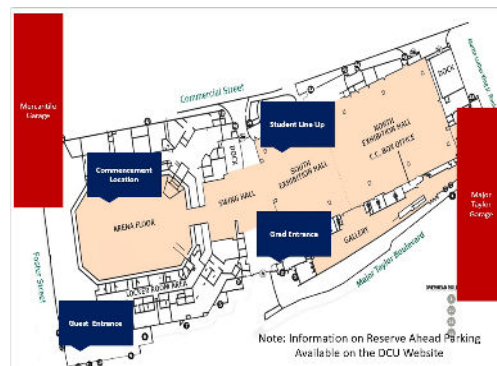 Mercantile
Garage
Commercial Street
DOCK
Student Line Up
NORTH
EXHIBITION HALL
C.C. BOX OFFICE
DOCK
Commencement
Location
SOUTH
EXHIBITION HALL
SWING HALL
ARENA FLOOR
Major
Taylor
Garage
Grad Entrance
GALLERY
Major Taylor Boulevard
LOCKER ROOM AREA
Foster Street
Guest Entrance
Note: Information on Reserve Ahead Parking
Available on the DCU Website